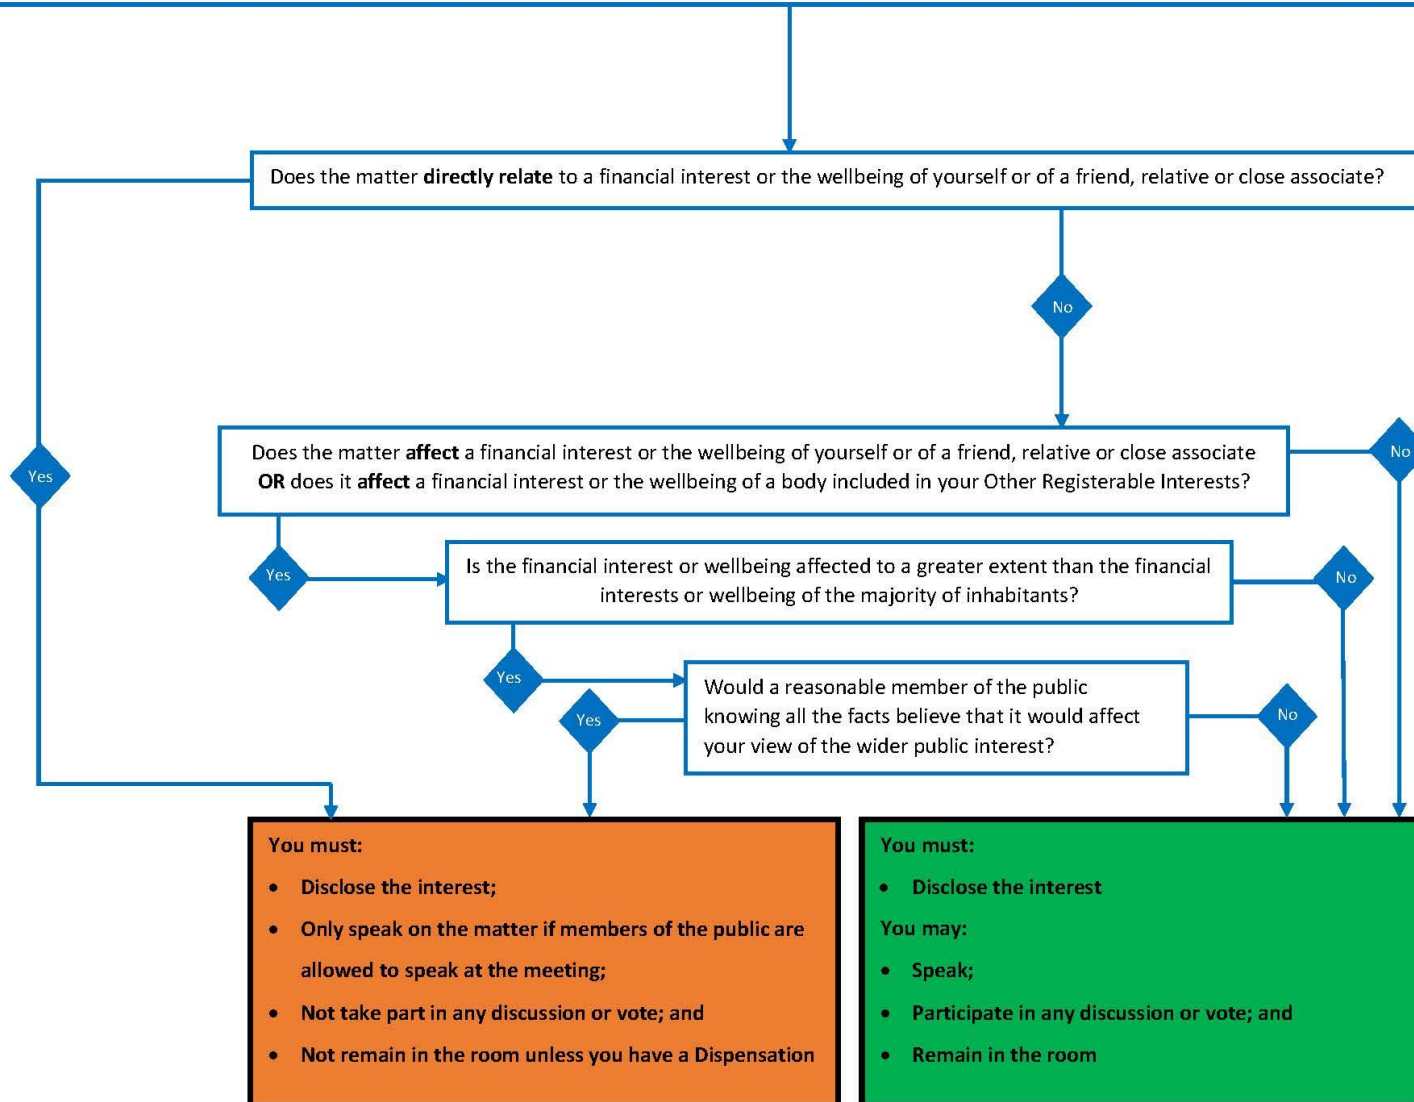 Does the matter directly relate to a financial interest or the wellbeing of yourself or of a friend, relative or close associate?
No
Does the matter affect a financial interest or the wellbeing of yourself or of a friend, relative or close associate
OR does it affect a financial interest or the wellbeing of a body included in your Other Registerable Interests?
No
Yes
Yes
Is the financial interest or wellbeing affected to a greater extent than the financial
interests or wellbeing of the majority of inhabitants?
No
Yes
Would a reasonable member of the public
knowing all the facts believe that it would affect
your view of the wider public interest?
Yes
No
You must:
• Disclose the interest;
• Only speak on the matter if members of the public are
allowed to speak at the meeting;
• Not take part in any discussion or vote; and
• Not remain in the room unless you have a Dispensation
You must:
• Disclose the interest
You may:
• Speak;
• Participate in any discussion or vote; and
• Remain in the room